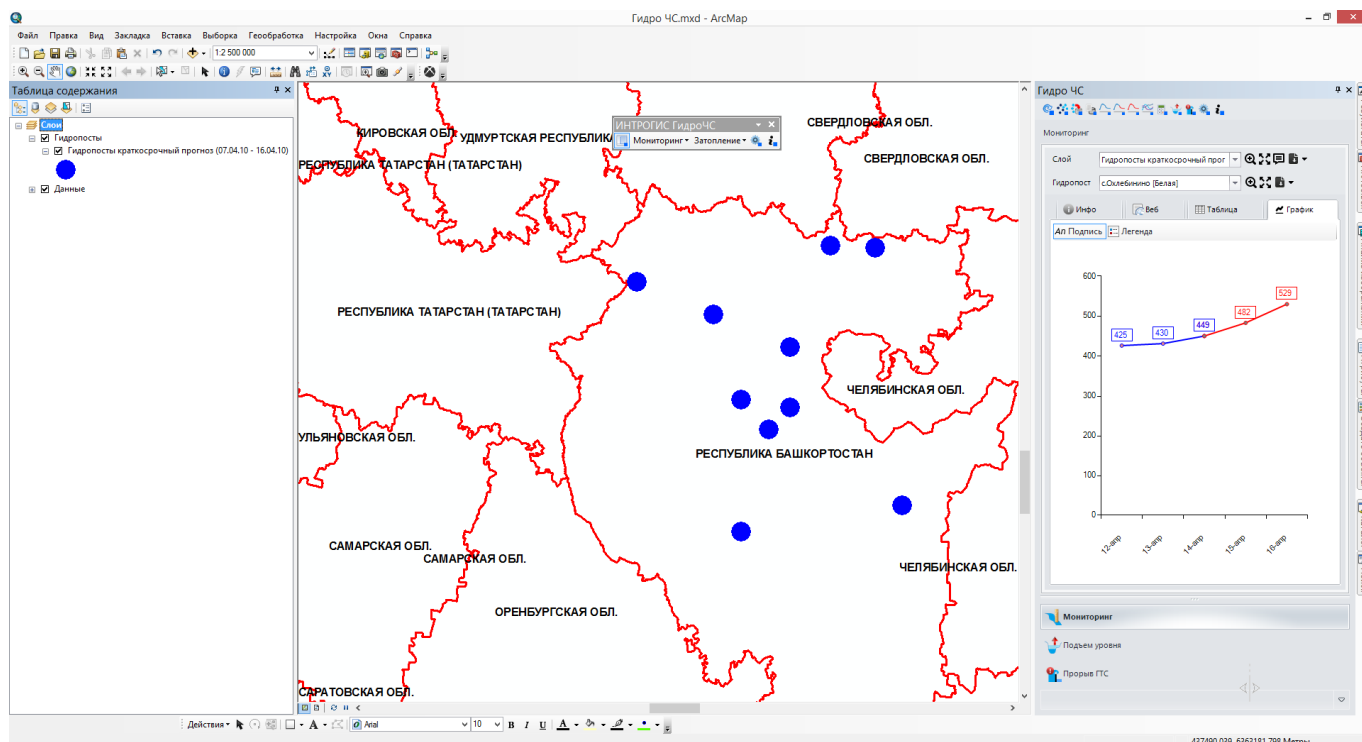 Гидро ЧС.mxd - ArcMap
Файл Правка Вид Закладка Вставка Выборка Геообработка Настройка Окна Справка
1:2 500 000
Таблица содержания
Слои
Гидропосты
Гидропосты краткосрочный прогноз (07.04.10 - 16.04.10)
Данные
КИРОВСКАЯ ОБЛ.
УДМУРТСКАЯ РЕСПУБЛИКА
РЕСПУБЛИКА ТАТАРСТАН (ТАТАРСТАН)
СВЕРДЛОВСКАЯ ОБЛ.
СВЕРДЛОВСКАЯ ОБЛ.
ИНТРОГИС ГидроЧС
Мониторинг Затопление
РЕСПУБЛИКА ТАТАРСТАН (ТАТАРСТАН)
ЧЕЛЯБИНСКАЯ ОБЛ.
УЛЬЯНОВСКАЯ ОБЛ.
РЕСПУБЛИКА БАШКОРТОСТАН
САМАРСКАЯ ОБЛ.
САМАРСКАЯ ОБЛ.
ЧЕЛЯБИНСКАЯ ОБЛ.
ОРЕНБУРГСКАЯ ОБЛ.
САРАТОВСКАЯ ОБЛ.
Гидро ЧС
Мониторинг
Слой Гидропосты краткосрочный прог
Гидропост с.Охлебинино [Белая]
Инфо Веб Таблица График
Ап Подпись Легенда
600
500
400
300
200
100
0
425 430 449 482 529
12-апр 13-апр 14-апр 15-апр 16-апр
Мониторинг
Подъем уровня
Прорыв ГТС
Действия A Arial 10 B I U A
437490,039 6363181,798 Метры